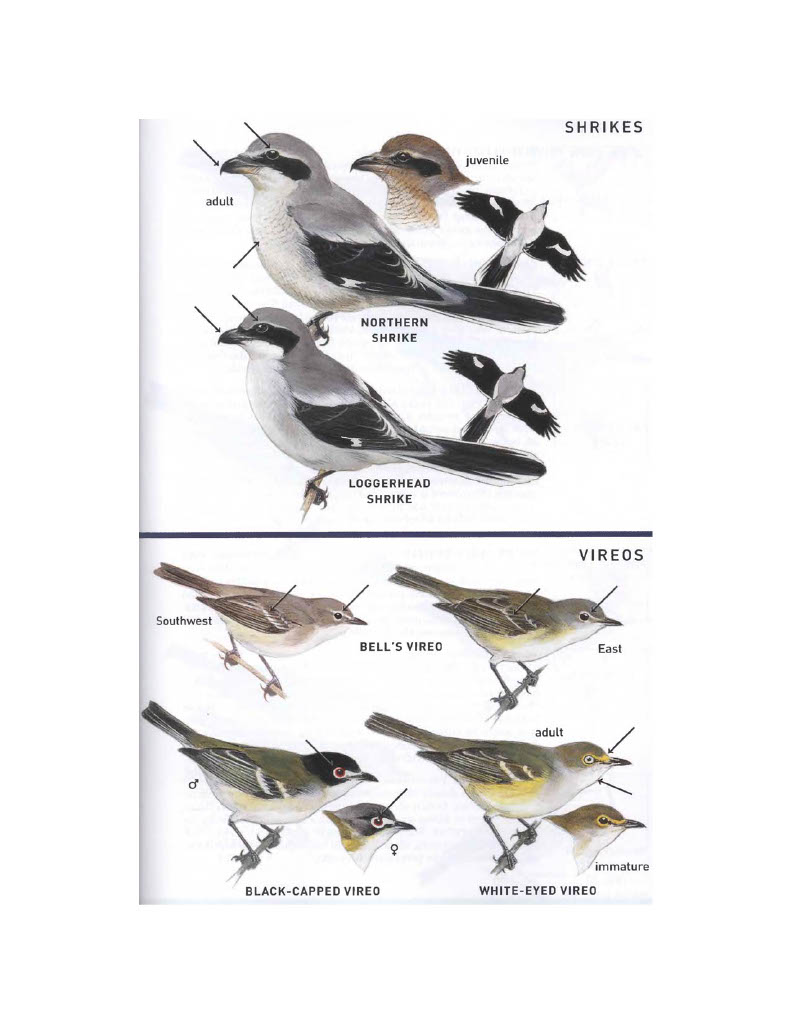 SHRIKES
juvenile
adult
NORTHERN
SHRIKE
LOGGERHEAD
SHRIKE
VIREOS
Southwest
BELL'S VIREO
East
adult
♂
♀
immature
BLACK-CAPPED VIREO
WHITE-EYED VIREO